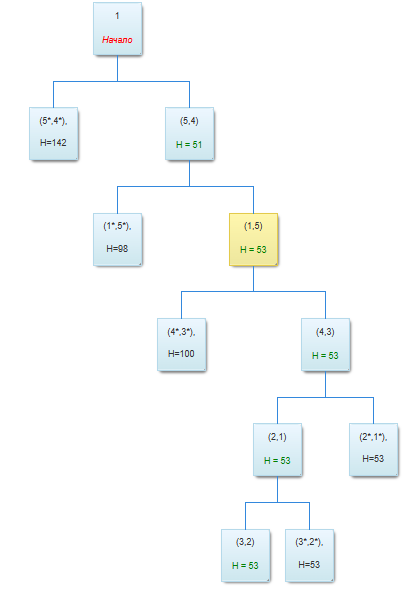 1
Начало
(5*,4*),
H=142
(5,4)
H = 51
(1*,5*),
H=98
(1,5)
H = 53
(4*,3*),
H=100
(4,3)
H = 53
(2,1)
H = 53
(2*,1*),
H=53
(3,2)
H = 53
(3*,2*),
H=53